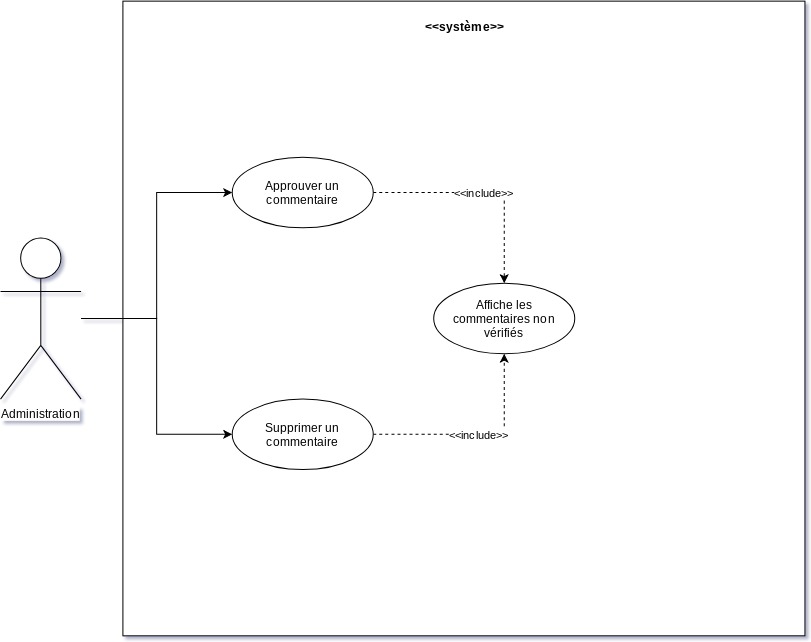 <<système>>
Approuver un
commentaire
<<include>>
Affiche les
commentaires non
vérifiés
Administration
Supprimer un
commentaire
<<include>>